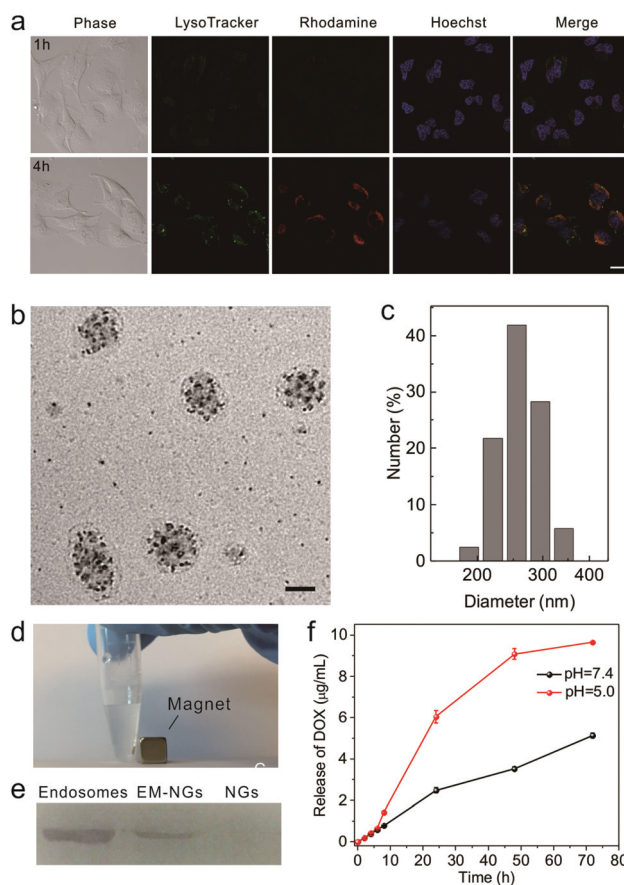 a
Phase LysoTracker Rhodamine Hoechst Merge
1h
4h
b
c
Number (%)
40
30
20
10
0
200 300 400
Diameter (nm)
d
Magnet
e
Endosomes EM-NGs NGs
f
Release of DOX (μg/mL)
10
8
6
4
2
0
pH=7.4
pH=5.0
0 10 20 30 40 50 60 70 80
Time (h)